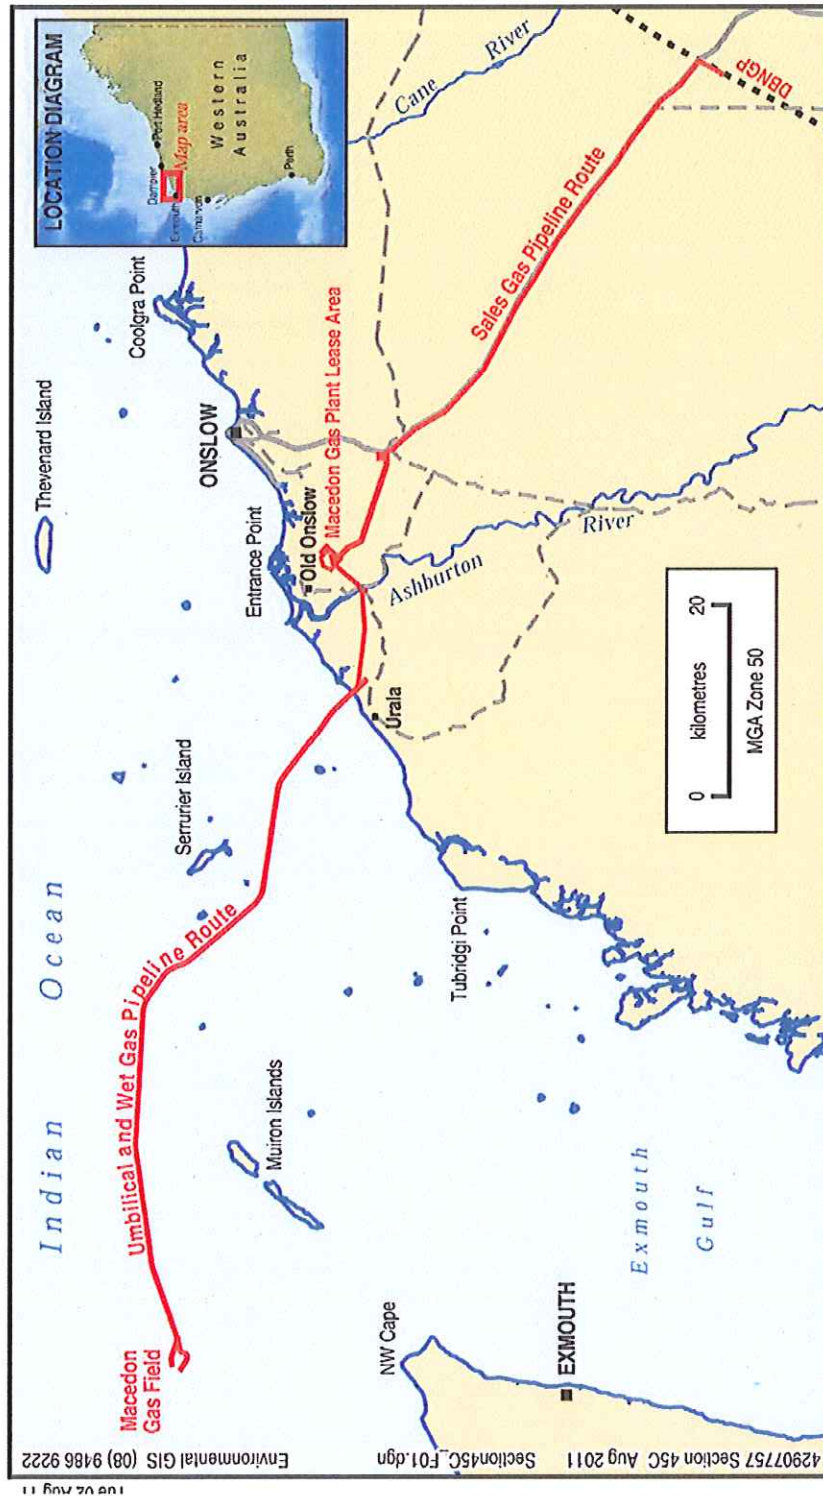 Indian Ocean
Thevenard Island
Macedon
Gas Field
Umbilical and Wet Gas Pipeline Route
Serrurier Island
Muiron Islands
Entrance Point
ONSLOW
Coolgra Point
Old Onslow
Macedon Gas Plant Lease Area
NW Cape
EXMOUTH
Tubridgi Point
Urala
Ashburton
River
Cane River
Sales Gas Pipeline Route
DBNGP
Exmouth
Gulf
0 kilometres 20
MGA Zone 50
LOCATION DIAGRAM
Port Hedland
Dampier
Map area
Exmouth
Carnarvon
Western
Australia
Perth
42907757 Section 45C Aug 2011 Section45C_F01.dgn Environmental GIS (08) 9486 9222
Tue 02 Aug 11